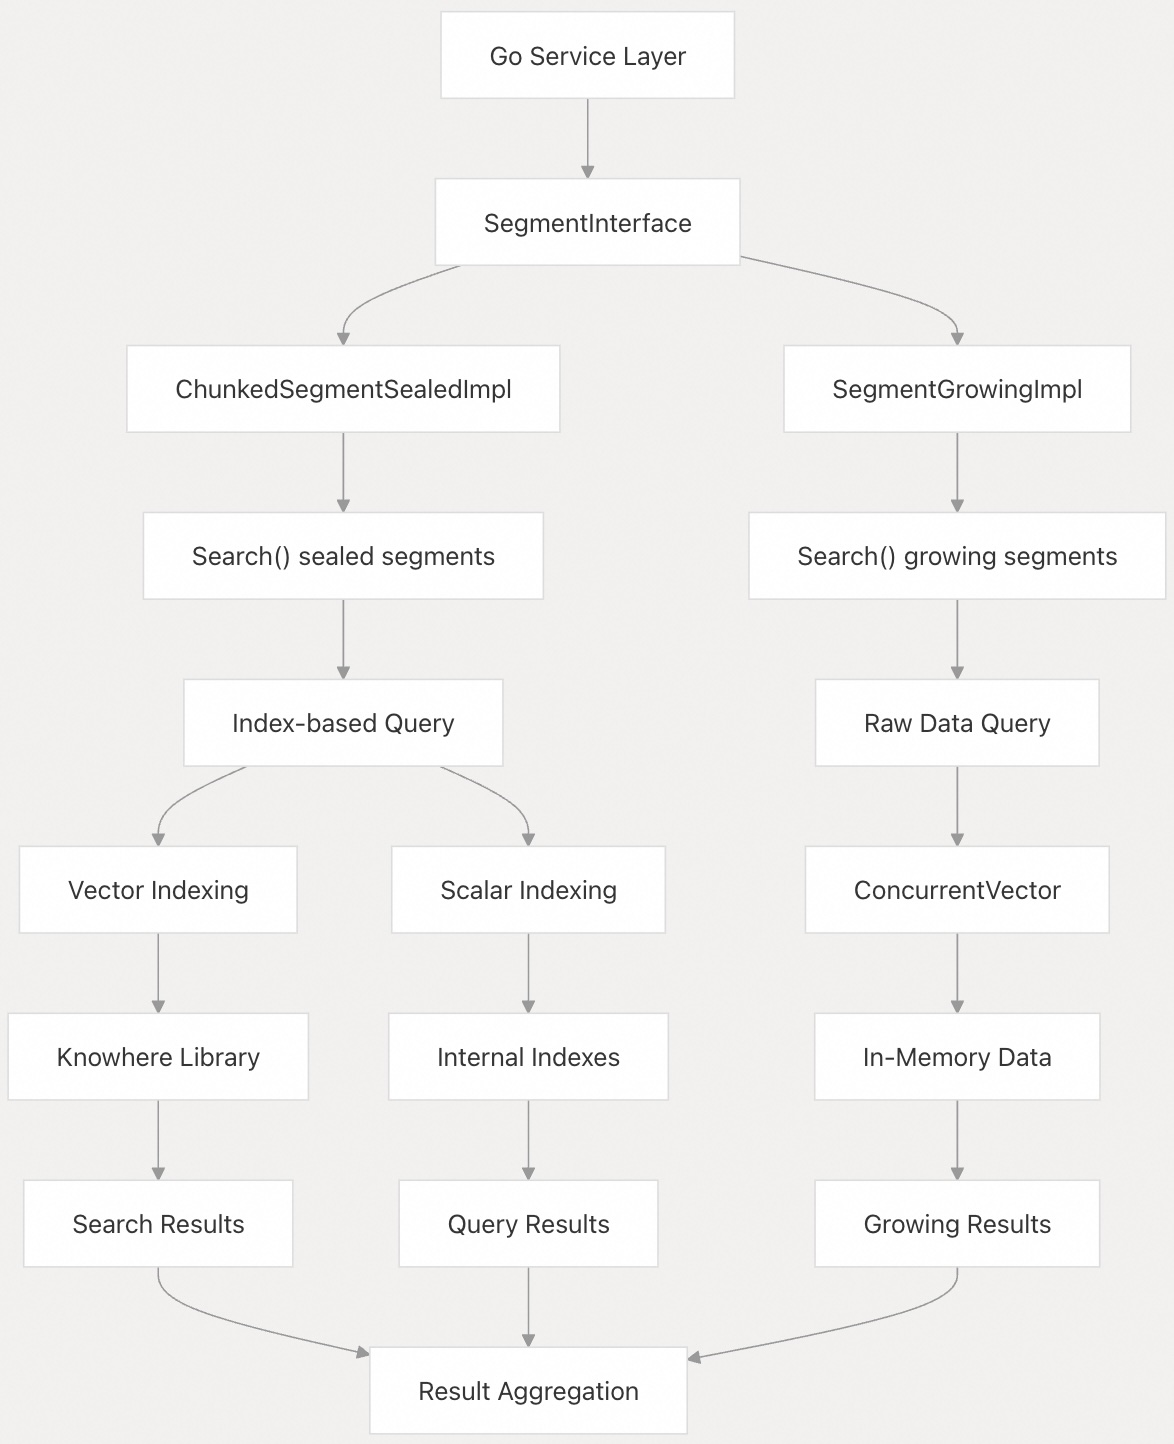 Go Service Layer
SegmentInterface
ChunkedSegmentSealedImpl
SegmentGrowingImpl
Search() sealed segments
Search() growing segments
Index-based Query
Raw Data Query
Vector Indexing
Scalar Indexing
ConcurrentVector
Knowhere Library
Internal Indexes
In-Memory Data
Search Results
Query Results
Growing Results
Result Aggregation